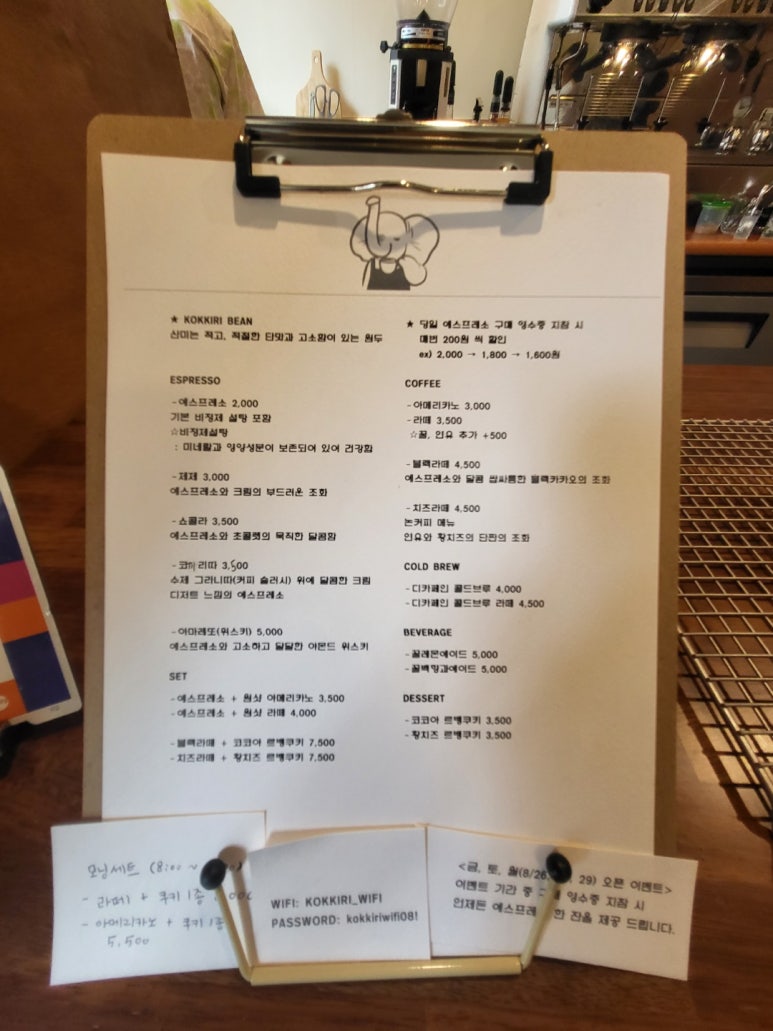 ★ KOKKIRI BEAN
산미는 적고, 적절한 단맛과 고소함이 있는 원두
ESPRESSO
- 에스프레소 2,000
기본 비정제 설탕 포함
☆비정제설탕
: 미네랄과 영양성분이 보존되어 있어 건강함
- 제제 3,000
에스프레소와 크림의 부드러운 조화
- 쇼콜라 3,500
에스프레소와 초콜렛의 묵직한 달콤함
리따 3,500
수제 그라니따(커피 슬러시) 위에 달콤한 크림
디저트 느낌의 에스프레소
- 아마레또(위스키) 5,000
에스프레소와 고소하고 달달한 아몬드 위스키
SET
- 에스프레소 + 원샷 아메리카노 3,500
- 에스프레소 + 원샷 라떼 4,000
- 블랙라떼 + 코코아 르뱅쿠키 7,500
- 치즈라떼 + 황치즈 르뱅쿠키 7,500
★ 당일 에스프레소 구매 영수증 지참 시
매번 200원 씩 할인
ex) 2,000 → 1,800 → 1,600원
COFFEE
- 아메리카노 3,000
- 라떼 3,500
☆꿀, 연유 추가 +500
- 블랙라떼 4,500
에스프레소와 달콤 쌉싸름한 블랙카카오의 조화
- 치즈라떼 4,500
논커피 메뉴
연유와 황치즈의 단짠의 조화
COLD BREW
- 디카페인 콜드브루 4,000
- 디카페인 콜드브루 라떼 4,500
BEVERAGE
- 꿀레몬에이드 5,000
- 꿀백향과에이드 5,000
DESSERT
- 코코아 르뱅쿠키 3,500
- 황치즈 르뱅쿠키 3,500
모닝세트 (8:00 ~
- 라떼 + 쿠키 1종
- 아메리카노 + 쿠키 1종
5,500
WIFI: KOKKIRI_WIFI
PASSWORD: kokkiriwifi081
<금, 토, 월(8/26, 29) 오픈 이벤트>
이벤트 기간 중 영수증 지참 시
언제든 한 잔을 제공 드립니다.